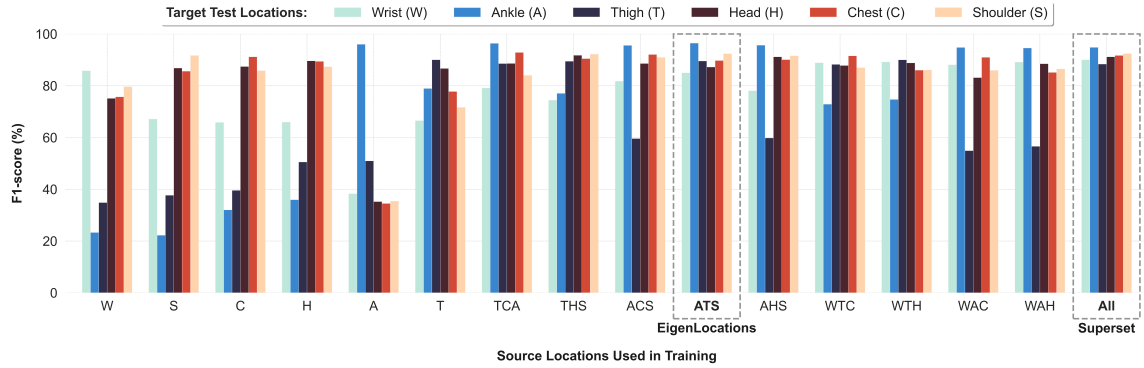 Target Test Locations: Wrist (W) Ankle (A) Thigh (T) Head (H) Chest (C) Shoulder (S)
100
80
60
40
20
0
F1-score (%)
W S C H A T TCA THS ACS ATS AHS WTC WTH WAC WAH All
EigenLocations Superset
Source Locations Used in Training